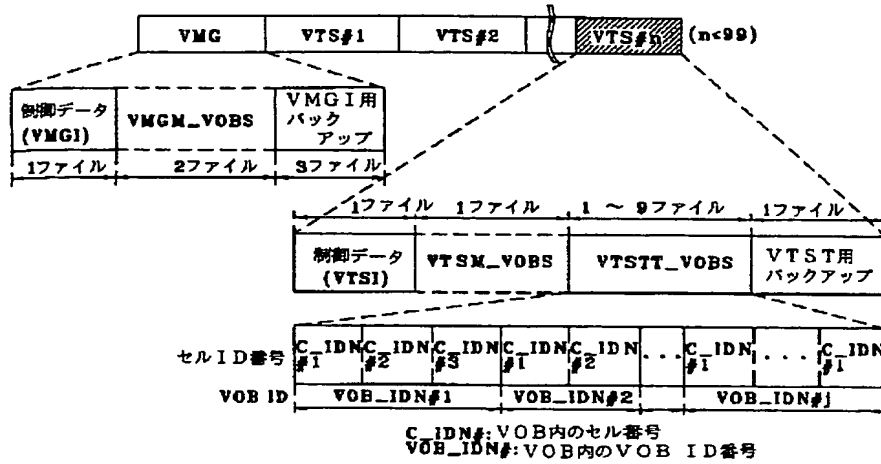 VMG VTS#1 VTS#2 VTS#n (n<99)
制御データ
(VMGI)
VMGM_VOBS
VMGI用
バック
アップ
1ファイル 2ファイル 3ファイル
1ファイル 1ファイル 1 ～ 9ファイル 1ファイル
制御データ
(VTSI)
VTSM_VOBS
VTSTT_VOBS
VTST用
バックアップ
セルID番号
C_IDN
#1
C_IDN
#2
C_IDN
#3
C_IDN
#1
C_IDN
#2
...
C_IDN
#1
....
C_IDN
#1
VOB ID VOB_IDN#1 VOB_IDN#2 VOB_IDN#j
C_IDN#:VOB内のセル番号
VOB_IDN#:VOB内のVOB ID番号